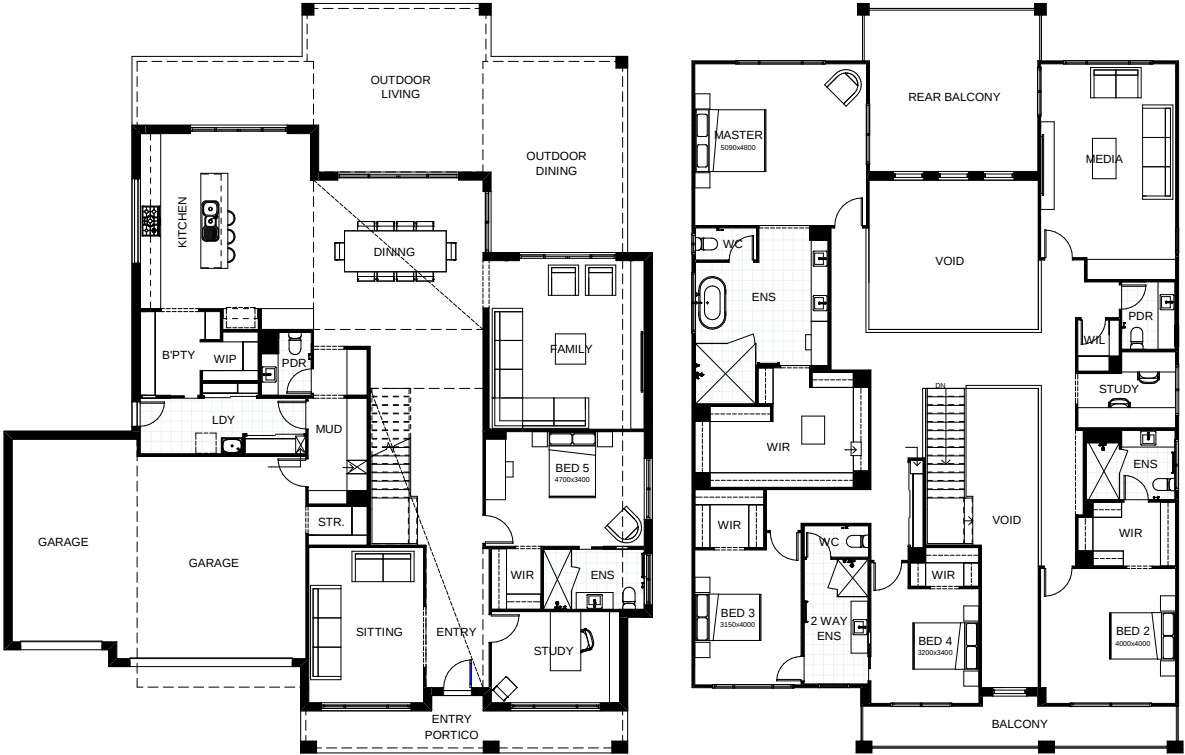 OUTDOOR
LIVING
OUTDOOR
DINING
KITCHEN
DINING
B'PTY
WIP
PDR
FAMILY
LDY
MUD
BED 5
4700x3400
STR.
GARAGE
GARAGE
WIR
ENS
SITTING
ENTRY
STUDY
ENTRY
PORTICO
REAR BALCONY
MASTER
5090x4800
MEDIA
WC
VOID
ENS
PDR
WIL
DN
STUDY
WIR
ENS
WIR
VOID
WIR
WC
WIR
BED 3
3150x4000
2 WAY
ENS
BED 4
3200x3400
BED 2
4000x4000
BALCONY